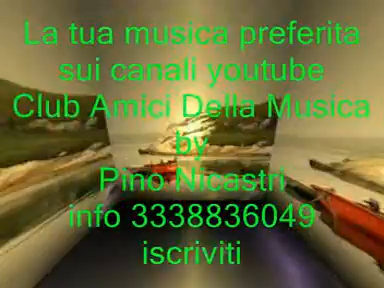 La tua musica preferita
sui canali youtube
Club Amici Della Musica
by
Pino Nicastri
info 3338836049
iscriviti